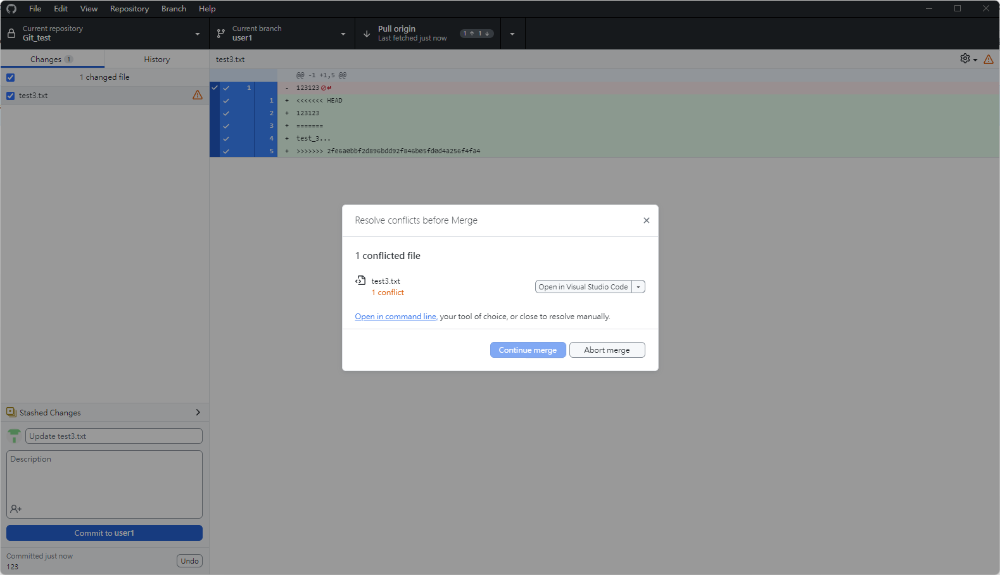 File Edit View Repository Branch Help
Current repository
Git_test
Current branch
user1
Pull origin
Last fetched just now
1 ↑ 1 ↓
Changes 1
History
test3.txt
1 changed file
test3.txt
@@ -1 +1,5 @@
1 - 123123
1 + <<<<<<< HEAD
2 + 123123
3 + =======
4 + test_3...
5 + >>>>>>> 2fe6a0bbf2d896bdd92f846b05fd0d4a256f4fa4
Resolve conflicts before Merge
1 conflicted file
test3.txt
1 conflict
Open in Visual Studio Code
Open in command line, your tool of choice, or close to resolve manually.
Continue merge
Abort merge
Stashed Changes
Update test3.txt
Description
Commit to user1
Committed just now
123
Undo